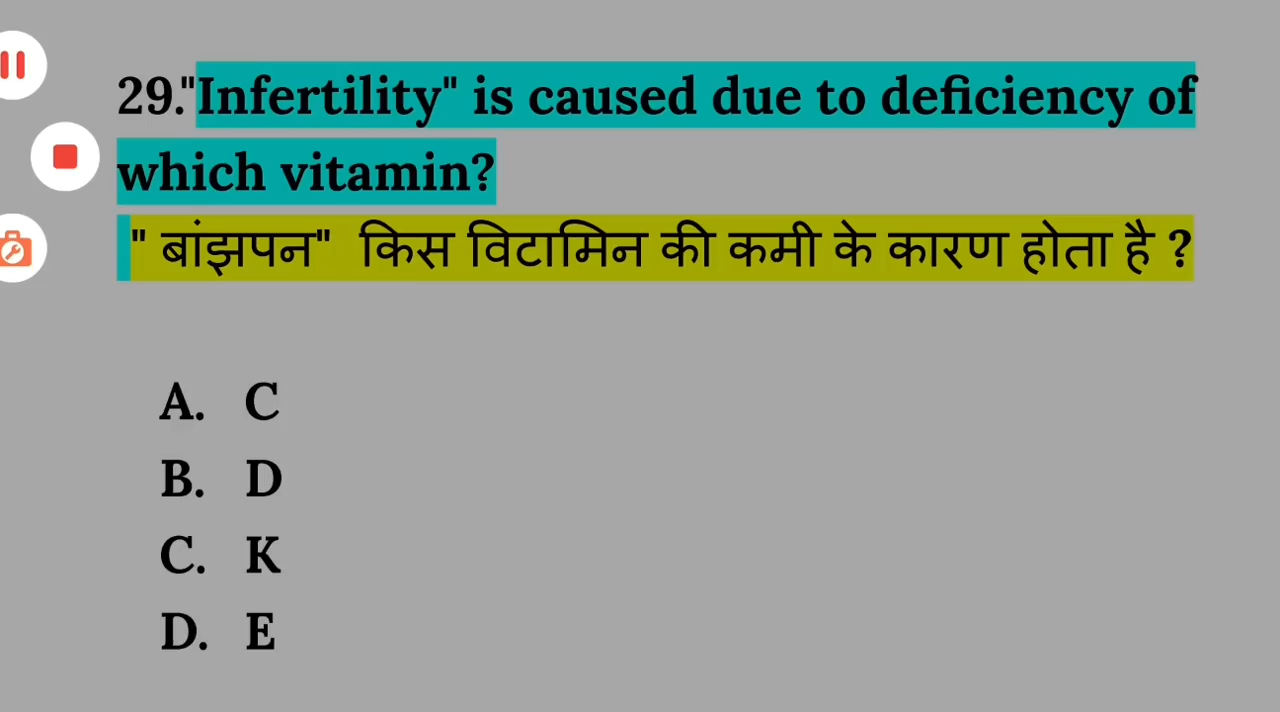 29."Infertility" is caused due to deficiency of
which vitamin?
" बांझपन" किस विटामिन की कमी के कारण होता है ?
A. C
B. D
C. K
D. E